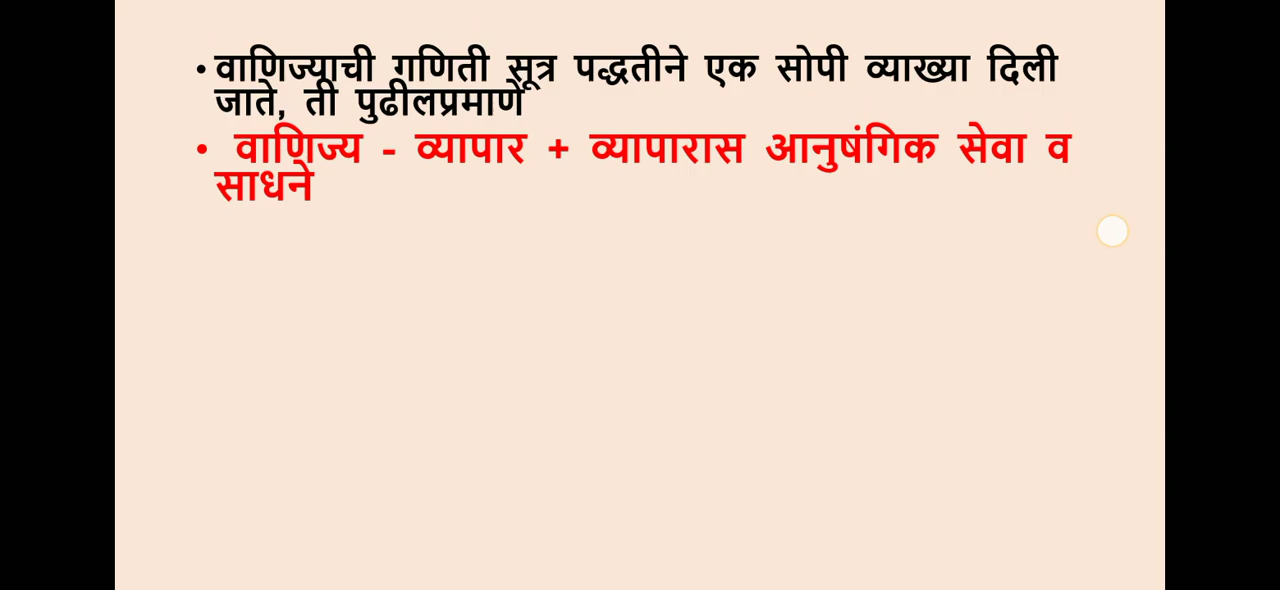 • वाणिज्याची गणिती सूत्र पद्धतीने एक सोपी व्याख्या दिली
जाते, ती पुढीलप्रमाणे
• वाणिज्य - व्यापार + व्यापारास आनुषंगिक सेवा व
साधने